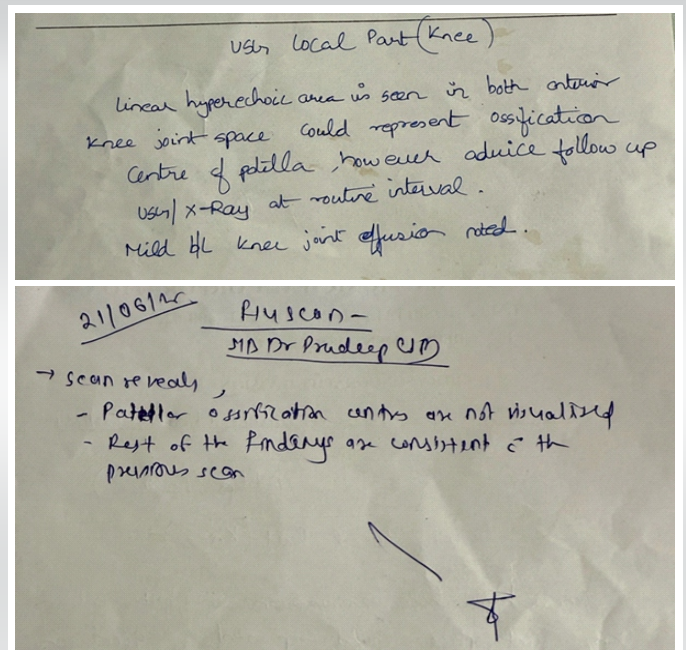 USG Local Part (Knee)
Linear hyperechoic area is seen in both anterior
knee joint space could represent ossification
Centre of patella, however advice follow up
USG/ X-Ray at routine interval.
Mild b/L knee joint effusion noted.
21/06/
F/U scan -
Dr Pradeep
→ scan reveals,
- Patellar ossification centres are not visualised
- Rest of the findings are consistent c̄ the
previous scan